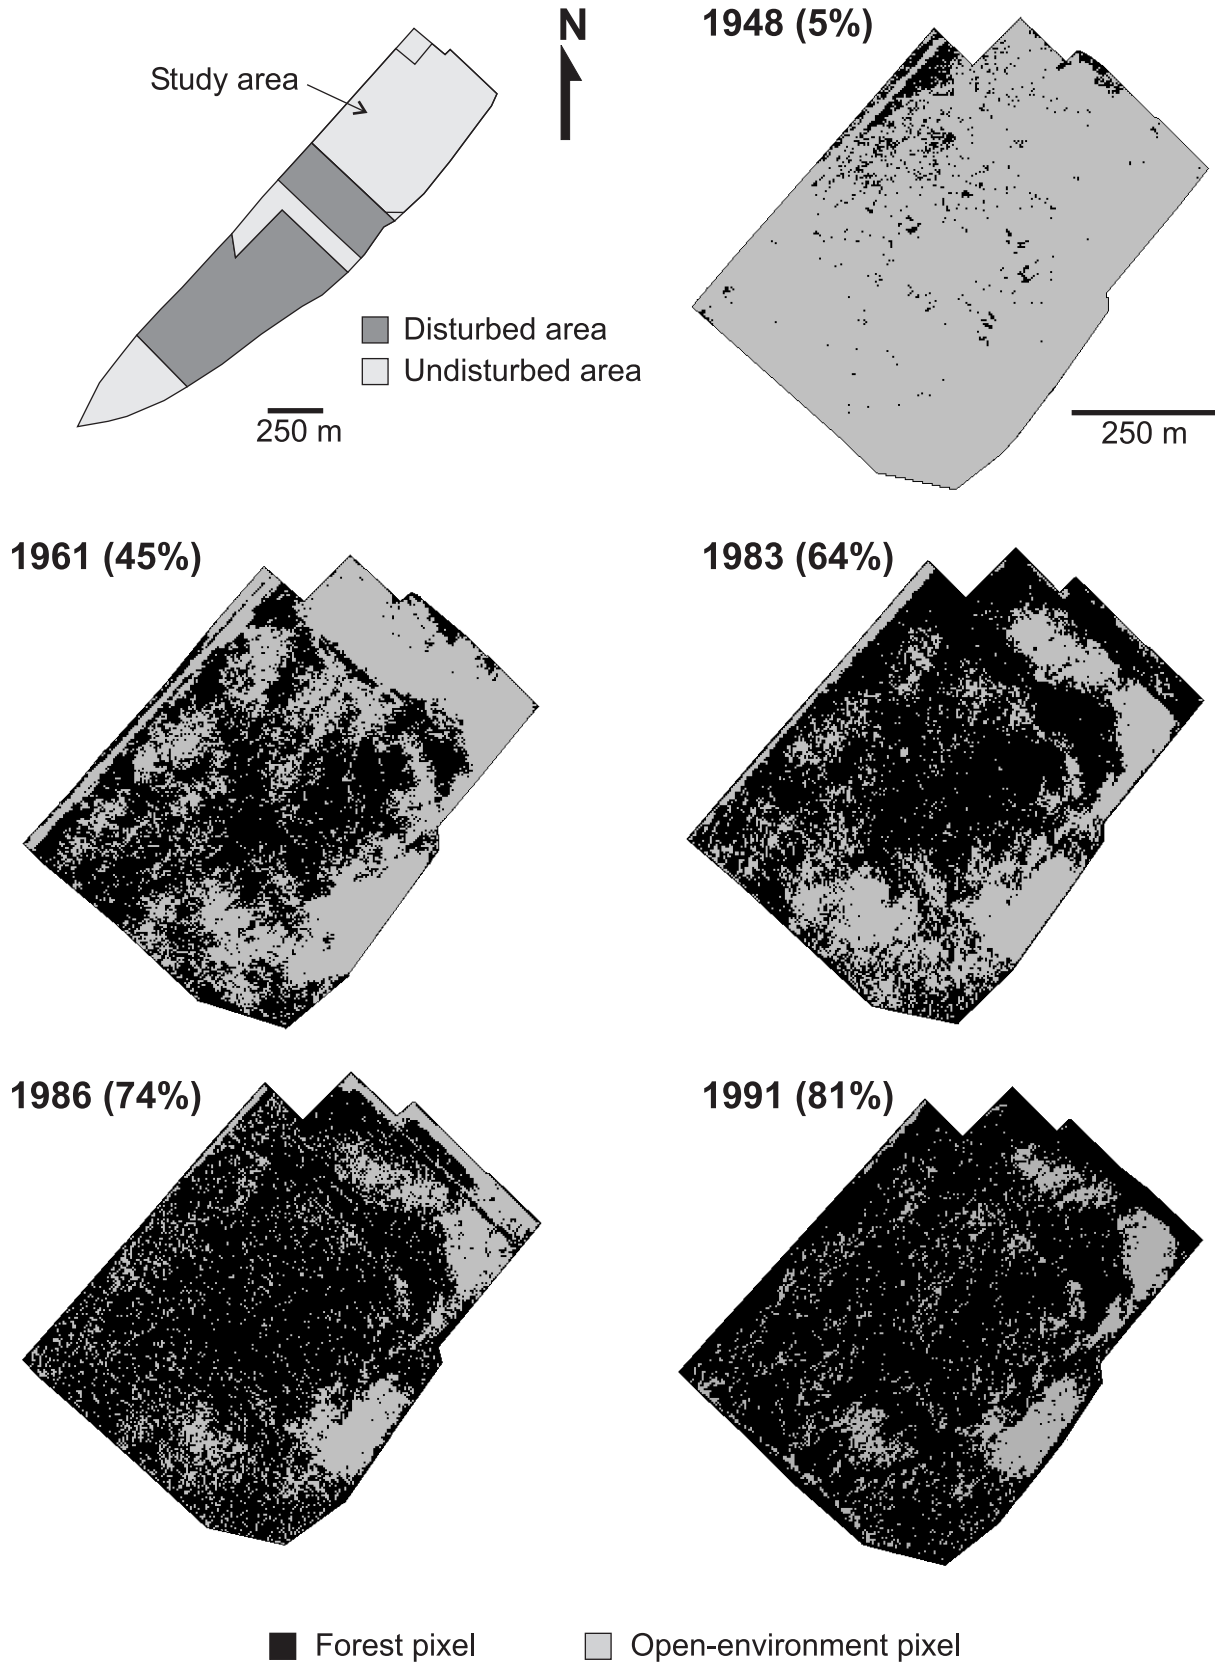 N
1948 (5%)
Study area
Disturbed area
Undisturbed area
250 m
250 m
1961 (45%)
1983 (64%)
1986 (74%)
1991 (81%)
Forest pixel
Open-environment pixel